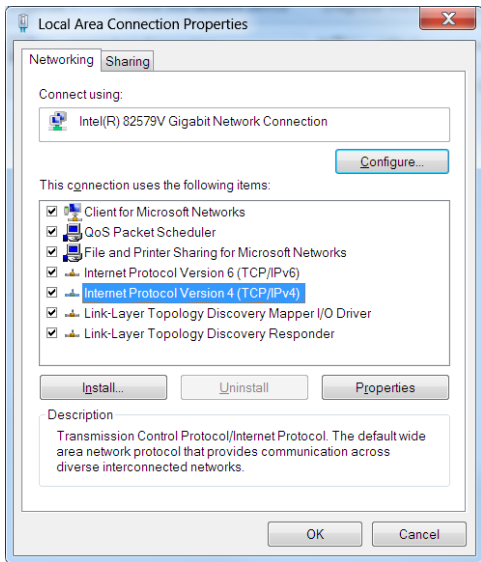 Local Area Connection Properties
Networking
Sharing
Connect using:
Intel(R) 82579V Gigabit Network Connection
Configure...
This connection uses the following items:
Client for Microsoft Networks
QoS Packet Scheduler
File and Printer Sharing for Microsoft Networks
Internet Protocol Version 6 (TCP/IPv6)
Internet Protocol Version 4 (TCP/IPv4)
Link-Layer Topology Discovery Mapper I/O Driver
Link-Layer Topology Discovery Responder
Install...
Uninstall
Properties
Description
Transmission Control Protocol/Internet Protocol. The default wide
area network protocol that provides communication across
diverse interconnected networks.
OK
Cancel